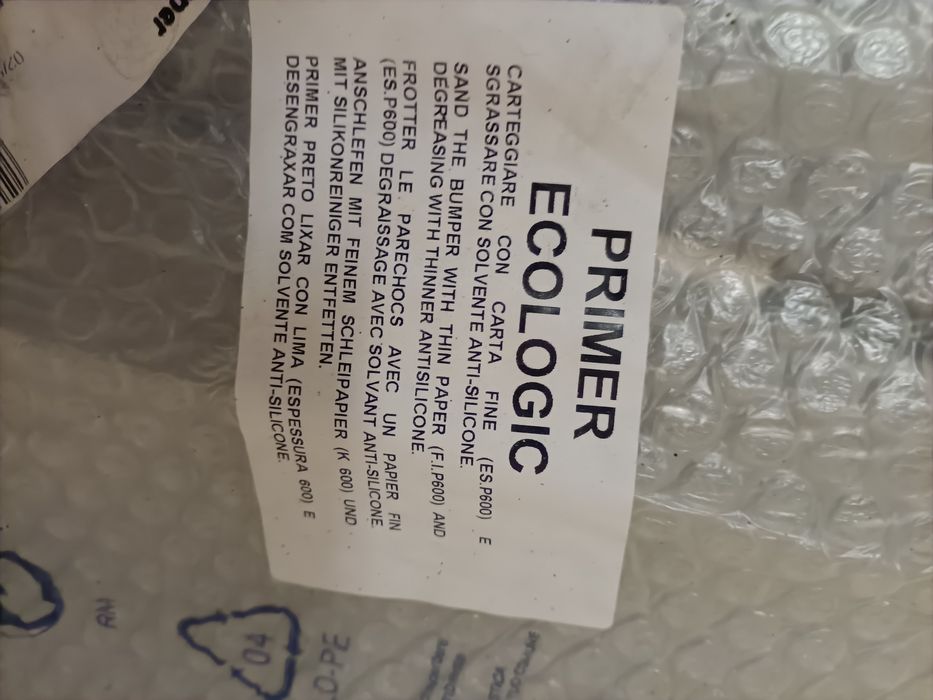 PRIMER
ECOLOGIC
CARTEGGIARE CON CARTA FINE (ES.P600) E
SGRASSARE CON SOLVENTE ANTI-SILICONE.
SAND THE BUMPER WITH THIN PAPER (F.I.P600) AND
DEGREASING WITH THINNER ANTISILICONE.
FROTTER LE PARECHOCS AVEC UN PAPIER FIN
(ES.P600) DEGRAISSAGE AVEC SOLVANT ANTI-SILICONE.
ANSCHLEFEN MIT FEINEM SCHLEIPAPIER (K 600) UND
MIT SILIKONREINIGER ENTFETTEN.
PRIMER PRETO LIXAR CON LIMA (ESPESSURA 600) E
DESENGRAXAR COM SOLVENTE ANTI-SILICONE.
04